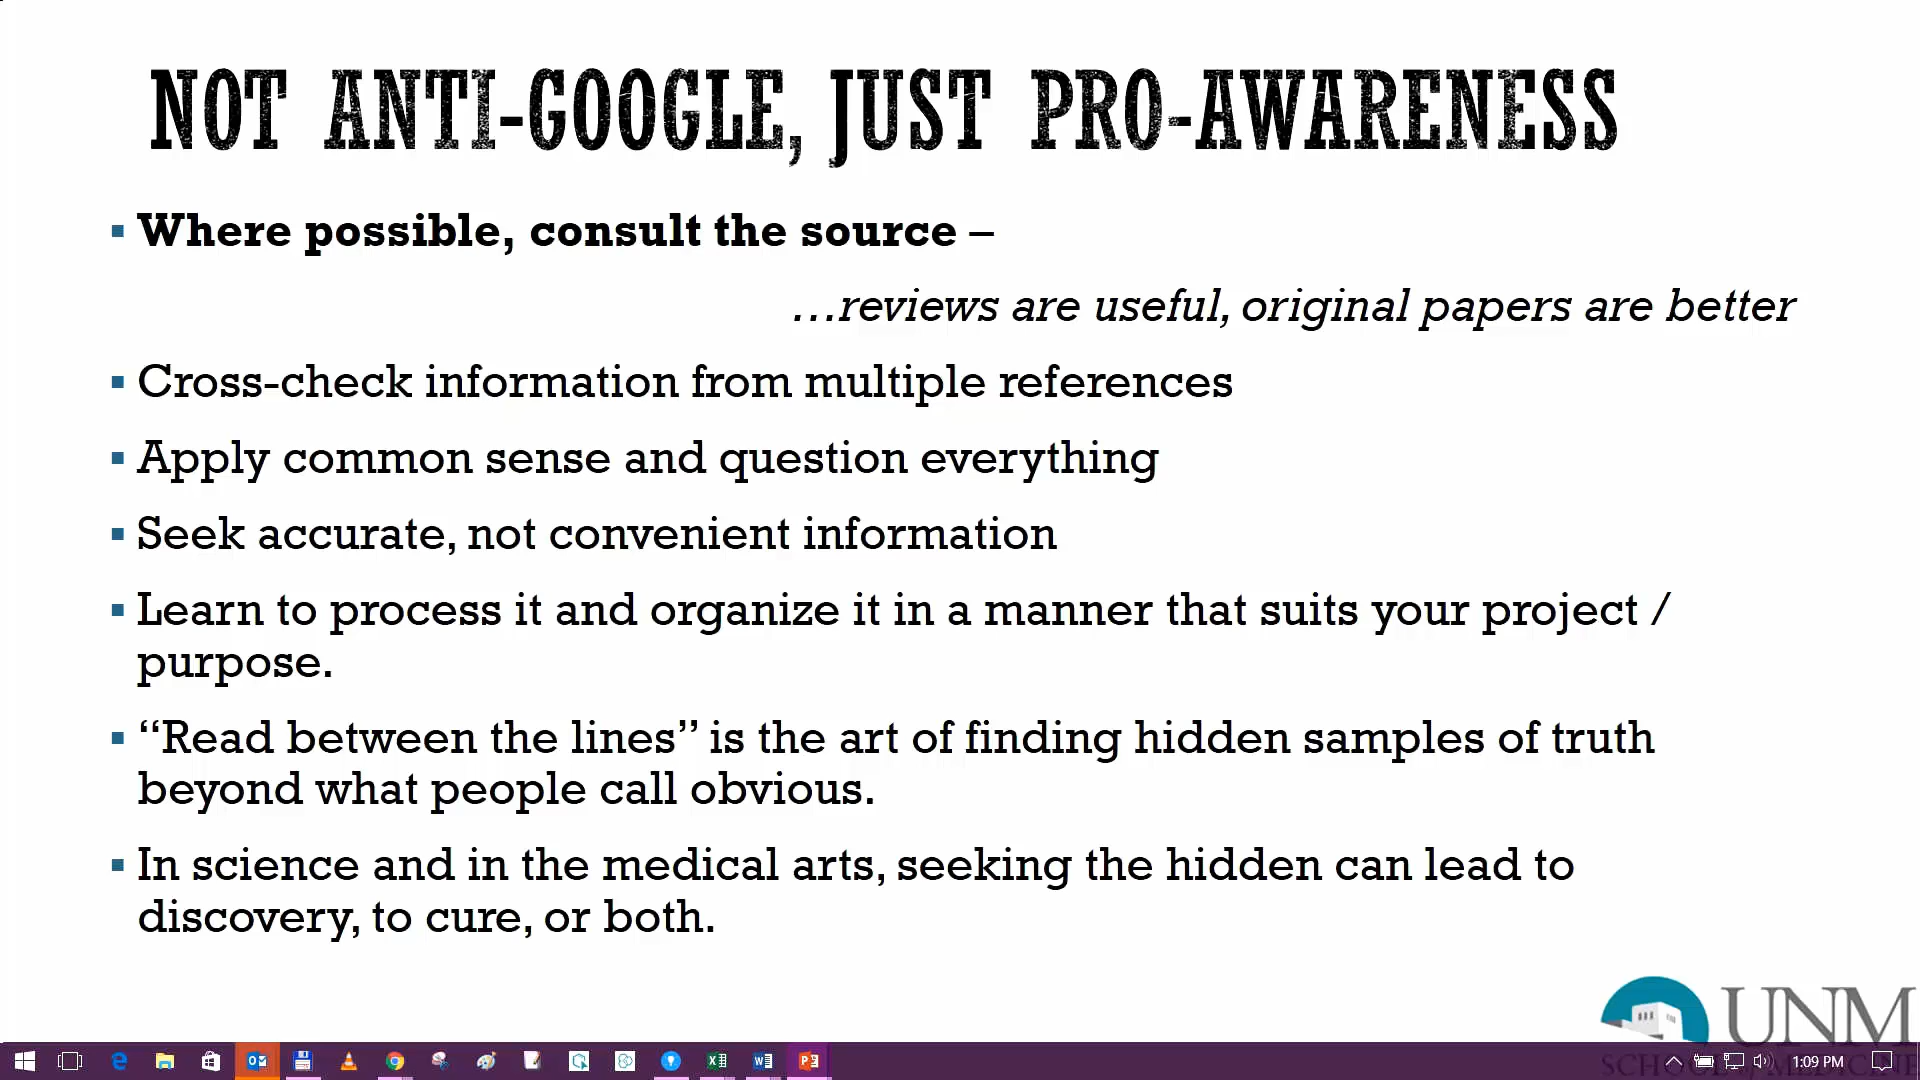 NOT ANTI-GOOGLE, JUST PRO-AWARENESS
▪ Where possible, consult the source –
…reviews are useful, original papers are better
▪ Cross-check information from multiple references
▪ Apply common sense and question everything
▪ Seek accurate, not convenient information
▪ Learn to process it and organize it in a manner that suits your project /
purpose.
▪ “Read between the lines” is the art of finding hidden samples of truth
beyond what people call obvious.
▪ In science and in the medical arts, seeking the hidden can lead to
discovery, to cure, or both.
UNM
SCHOOL OF MEDICINE
1:09 PM